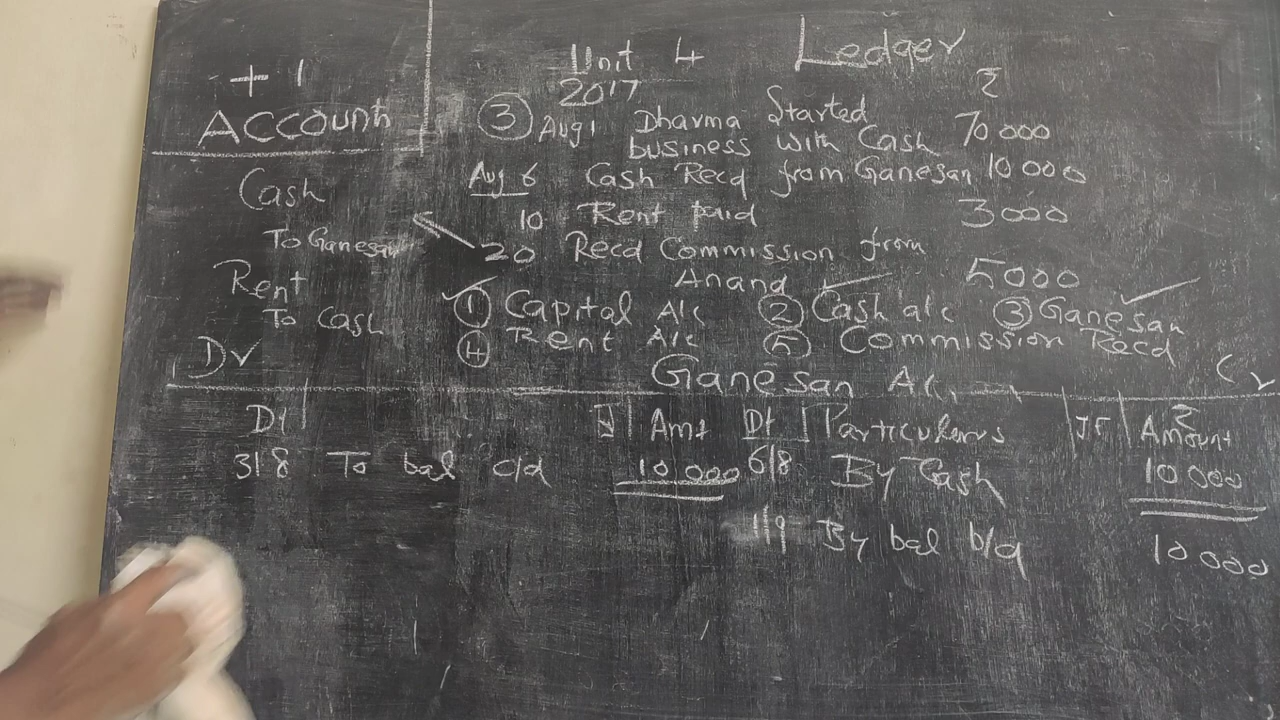 +1
Account
Unit 4 Ledger
2017 ₹
③ Aug 1 Dharma Started
business with Cash 70 000
Aug 6 Cash Recd from Ganesan 10 000
10 Rent paid 3000
20 Recd Commission from
Anand 5000
① Capital A/c ② Cash a/c ③ Ganesan
④ Rent A/c ⑤ Commission Recd
Cash
To Ganesan
Rent
To Cash
Dr Ganesan A/c Cr
Dt J Amt Dt Particulars JF Amount ₹
31/8 To bal c/d 10 000 6/8 By Cash 10 000
1/9 By bal b/d 10 000